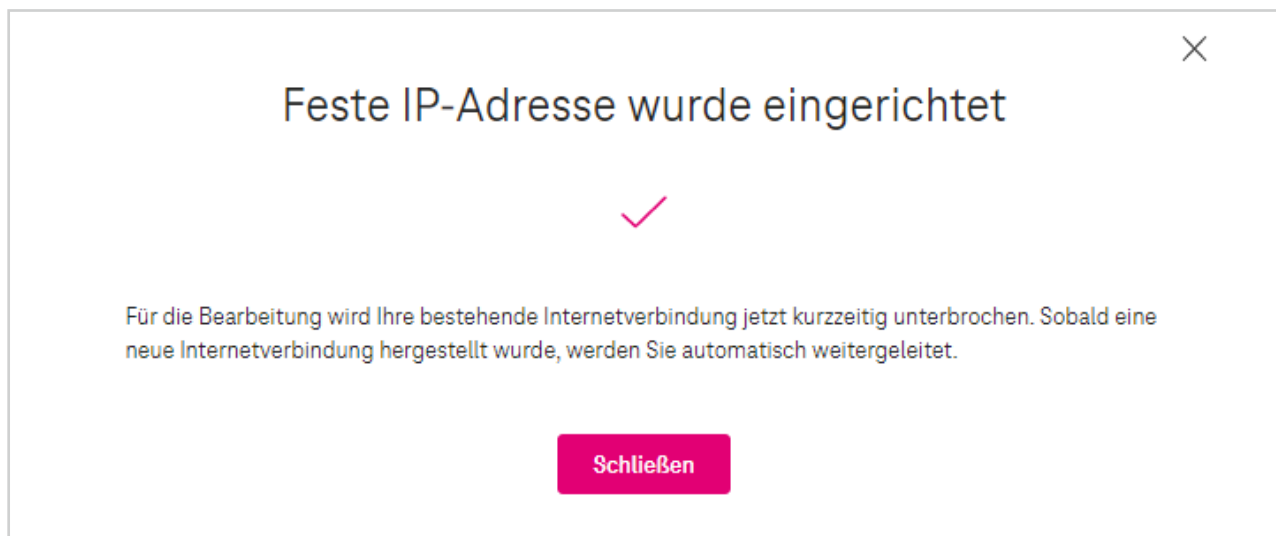 Feste IP-Adresse wurde eingerichtet
Für die Bearbeitung wird Ihre bestehende Internetverbindung jetzt kurzzeitig unterbrochen. Sobald eine
neue Internetverbindung hergestellt wurde, werden Sie automatisch weitergeleitet.
Schließen